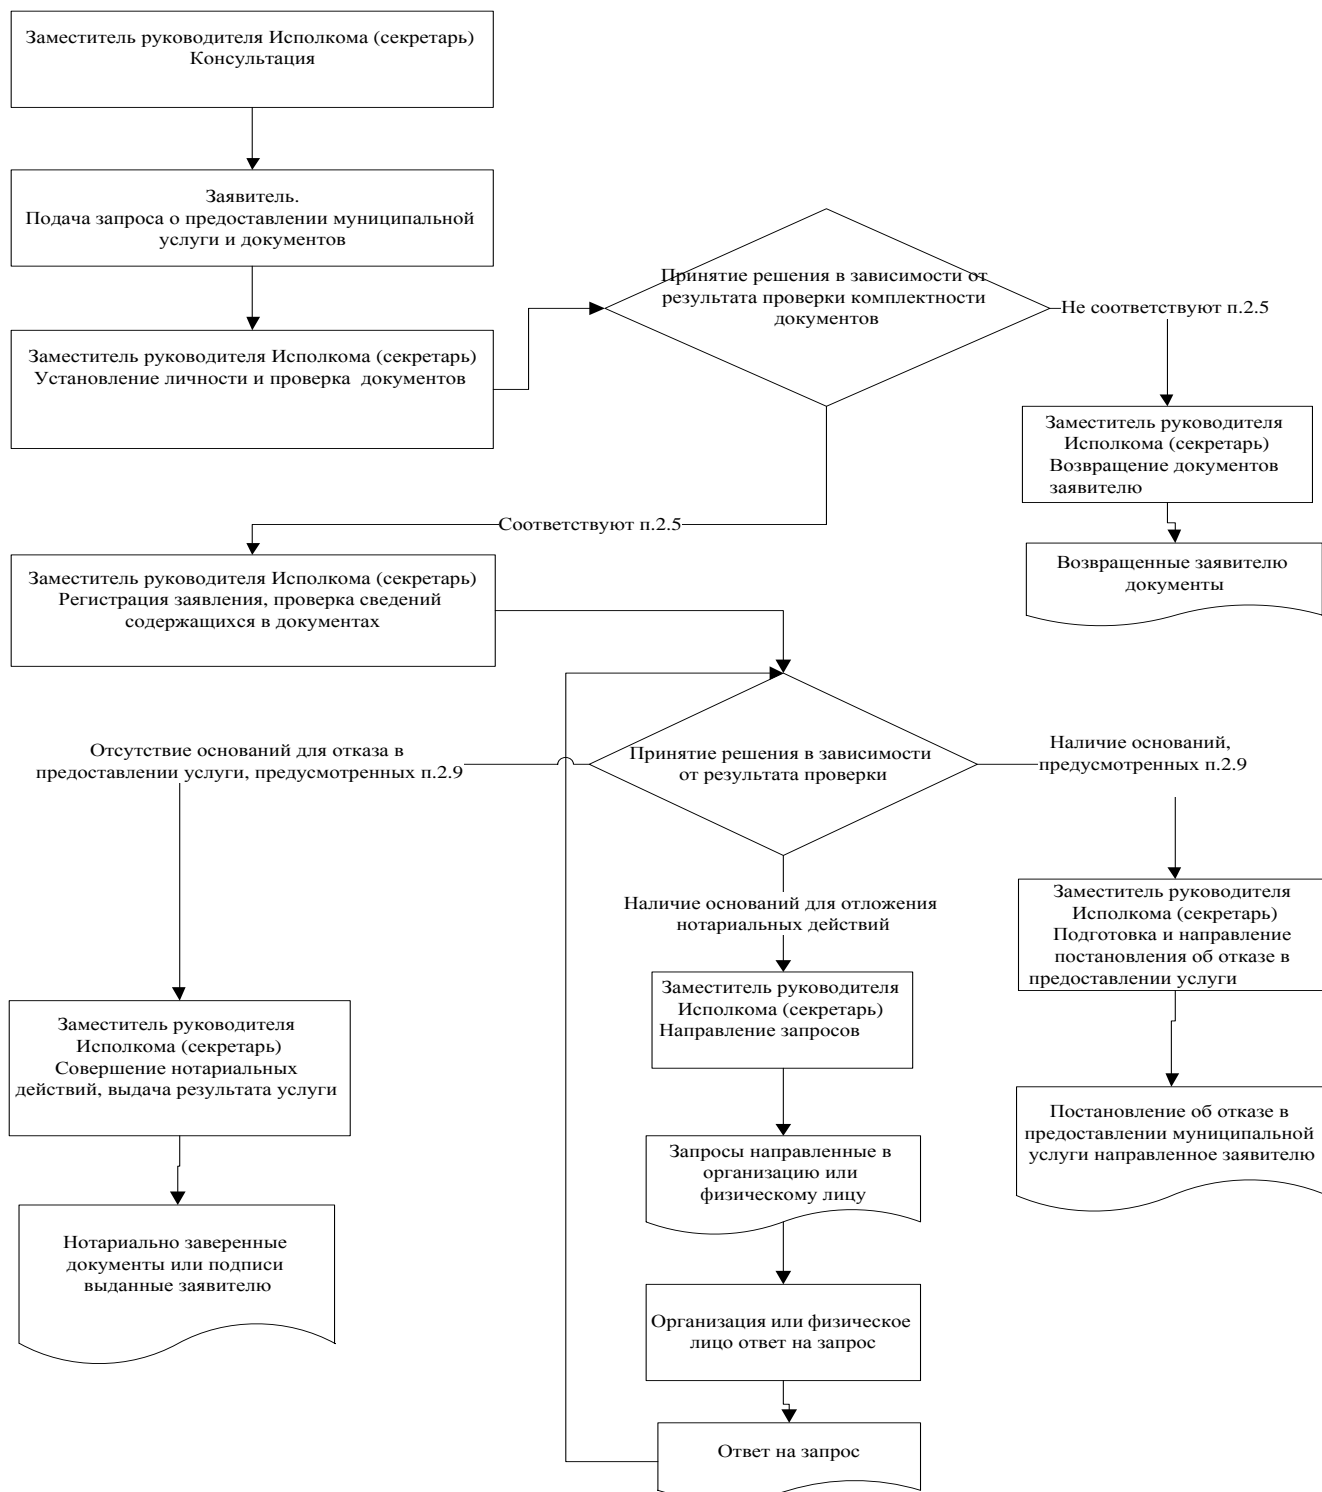 Заместитель руководителя Исполкома (секретарь)
Консультация
Заявитель.
Подача запроса о предоставлении муниципальной
услуги и документов
Заместитель руководителя Исполкома (секретарь)
Установление личности и проверка документов
Принятие решения в зависимости от
результата проверки комплектности
документов
Не соответствуют п.2.5
Заместитель руководителя
Исполкома (секретарь)
Возвращение документов
заявителю
Возвращенные заявителю
документы
Соответствуют п.2.5
Заместитель руководителя Исполкома (секретарь)
Регистрация заявления, проверка сведений
содержащихся в документах
Принятие решения в зависимости
от результата проверки
Отсутствие оснований для отказа в
предоставлении услуги, предусмотренных п.2.9
Наличие оснований,
предусмотренных п.2.9
Наличие оснований для отложения
нотариальных действий
Заместитель руководителя
Исполкома (секретарь)
Подготовка и направление
постановления об отказе в
предоставлении услуги
Заместитель руководителя
Исполкома (секретарь)
Направление запросов
Заместитель руководителя
Исполкома (секретарь)
Совершение нотариальных
действий, выдача результата услуги
Постановление об отказе в
предоставлении муниципальной
услуги направленное заявителю
Запросы направленные в
организацию или
физическому лицу
Нотариально заверенные
документы или подписи
выданные заявителю
Организация или физическое
лицо ответ на запрос
Ответ на запрос